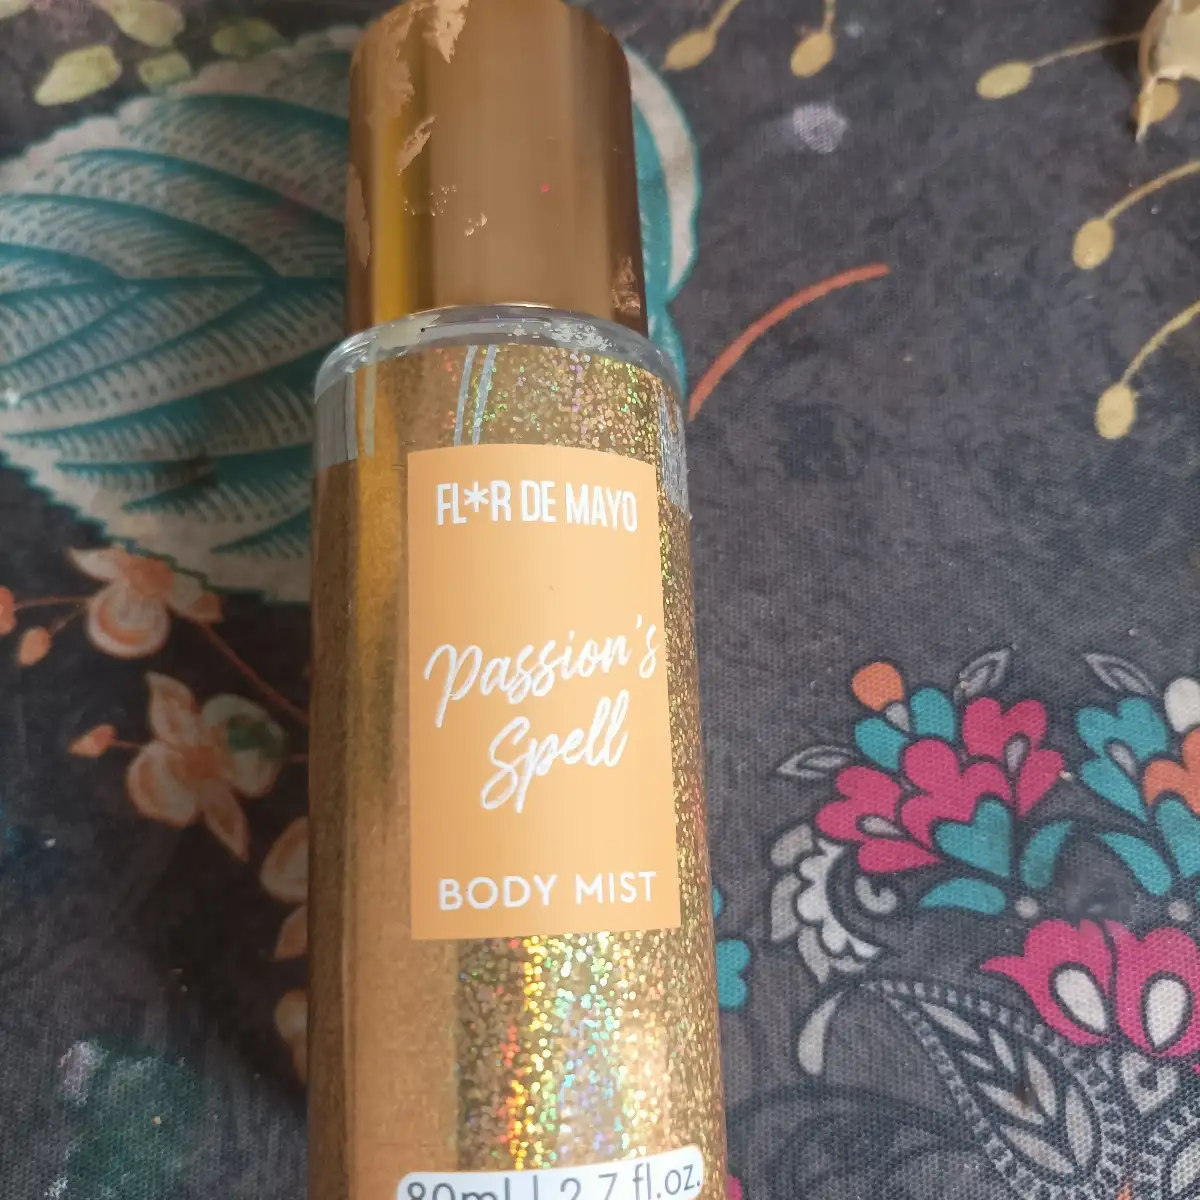 FL*R DE MAYO
Passion's
Spell
BODY MIST
80ml | 2.7 fl.oz.